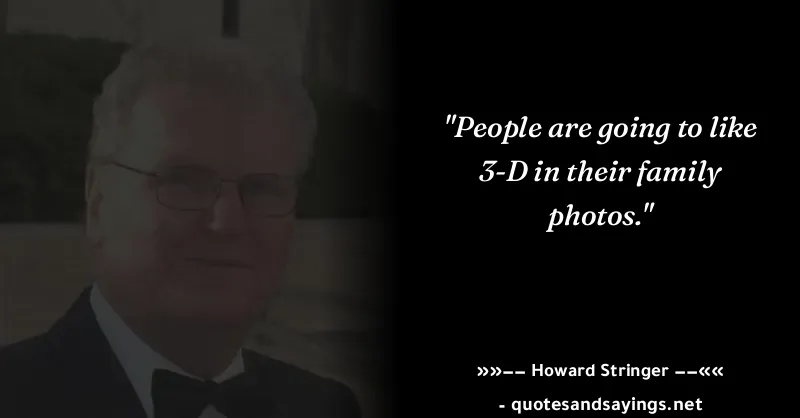 "People are going to like
3-D in their family
photos."
»»−− Howard Stringer −−««
- quotesandsayings.net